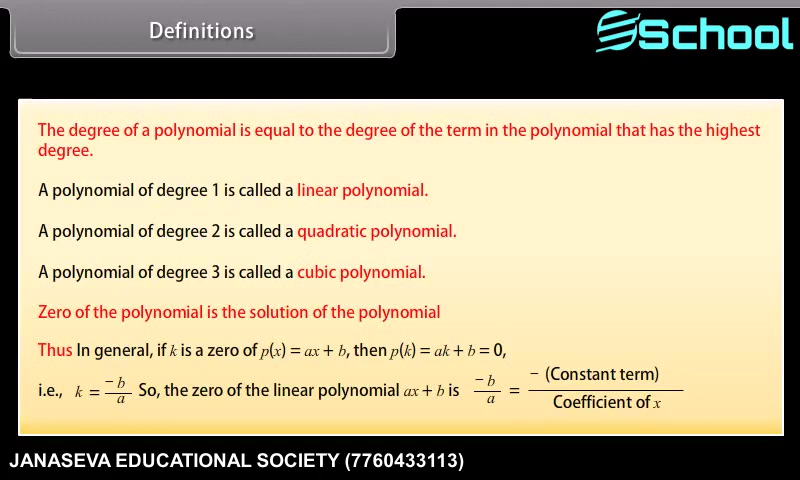 Definitions
School
The degree of a polynomial is equal to the degree of the term in the polynomial that has the highest
degree.
A polynomial of degree 1 is called a linear polynomial.
A polynomial of degree 2 is called a quadratic polynomial.
A polynomial of degree 3 is called a cubic polynomial.
Zero of the polynomial is the solution of the polynomial
Thus In general, if k is a zero of p(x) = ax + b, then p(k) = ak + b = 0,
i.e., k = −b/a So, the zero of the linear polynomial ax + b is −b/a = − (Constant term) / Coefficient of x
JANASEVA EDUCATIONAL SOCIETY (7760433113)